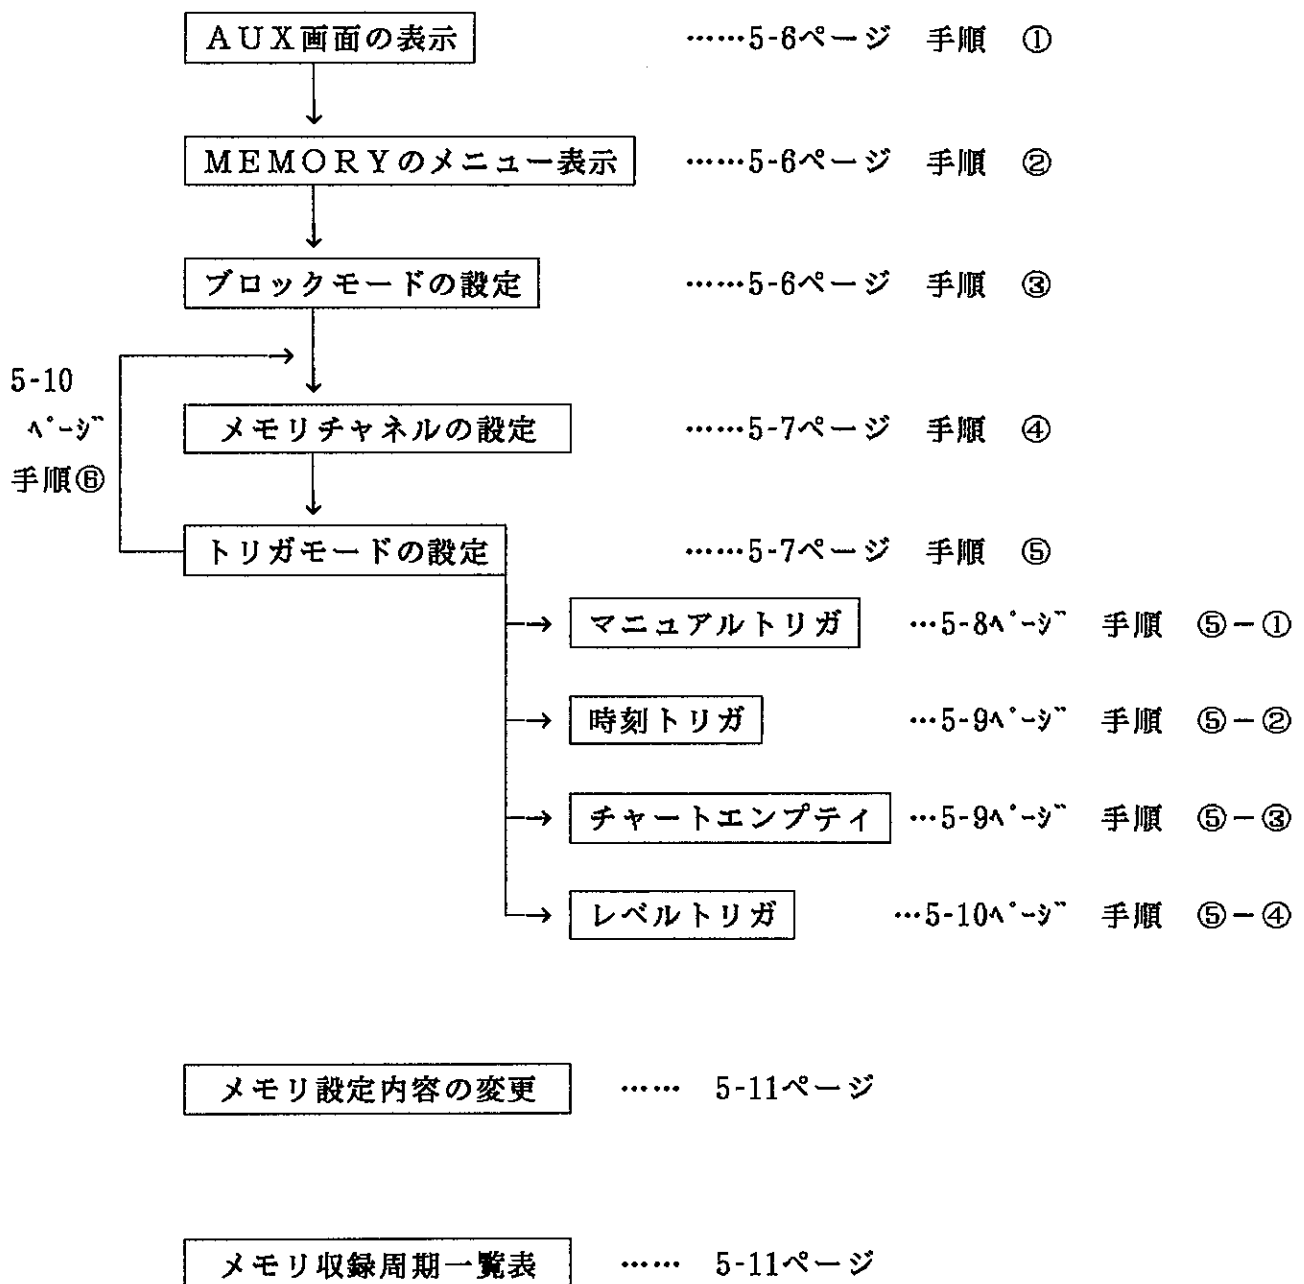 AUX画面の表示 ……5-6ページ 手順 ①
MEMORYのメニュー表示 ……5-6ページ 手順 ②
ブロックモードの設定 ……5-6ページ 手順 ③
5-10
ページ
手順⑥
メモリチャネルの設定 ……5-7ページ 手順 ④
トリガモードの設定 ……5-7ページ 手順 ⑤
マニュアルトリガ …5-8ページ 手順 ⑤-①
時刻トリガ …5-9ページ 手順 ⑤-②
チャートエンプティ …5-9ページ 手順 ⑤-③
レベルトリガ …5-10ページ 手順 ⑤-④
メモリ設定内容の変更 …… 5-11ページ
メモリ収録周期一覧表 …… 5-11ページ